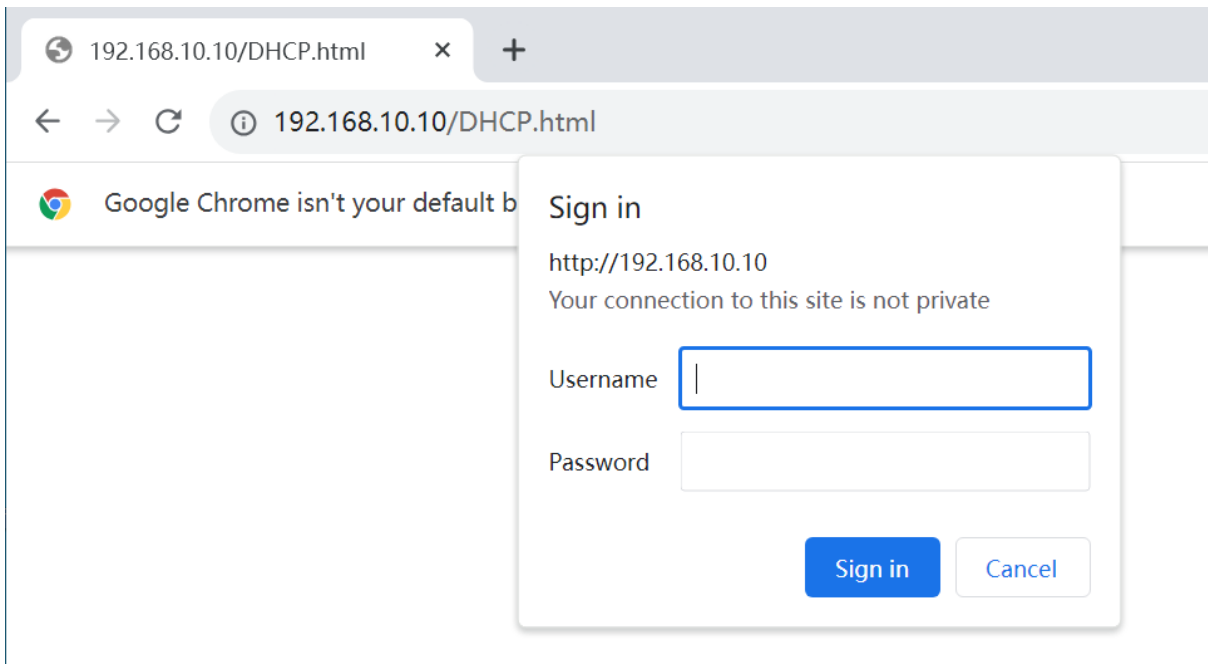 192.168.10.10/DHCP.html
192.168.10.10/DHCP.html
Google Chrome isn't your default b
Sign in
http://192.168.10.10
Your connection to this site is not private
Username
Password
Sign in Cancel